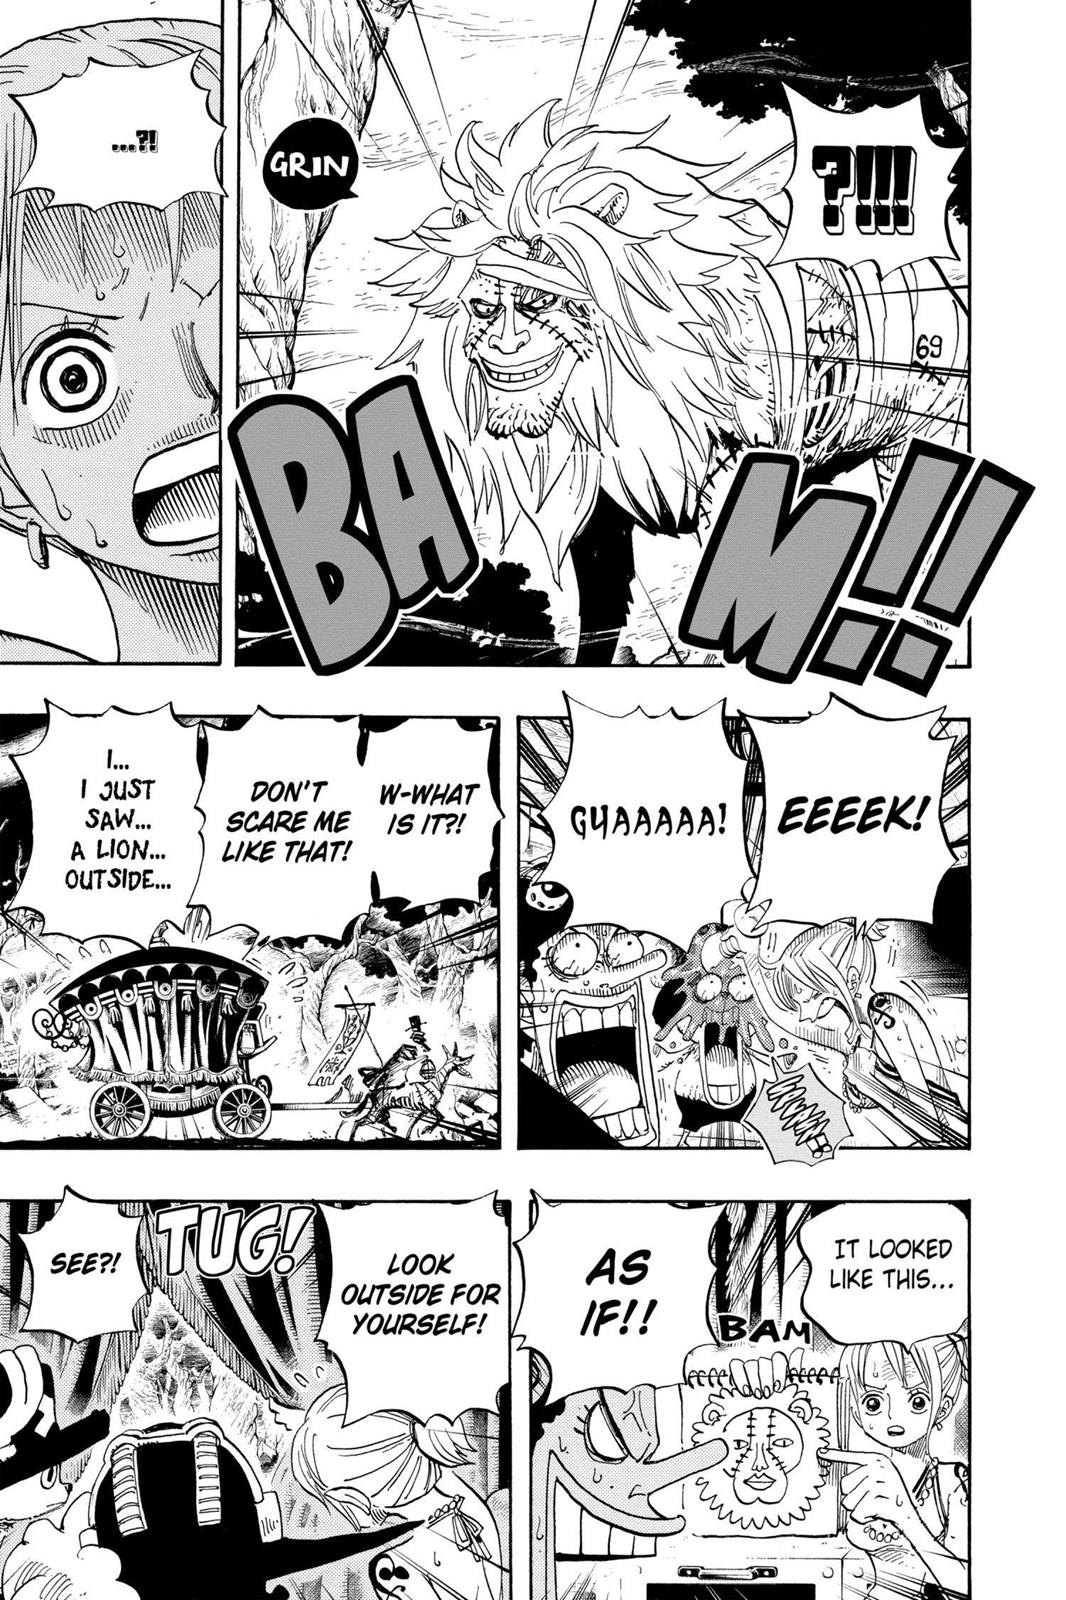 ?!!!
GRIN
69
BAM!!
...?!
EEEEK!
GYAAAAA!
W-WHAT
IS IT?!
DON'T
SCARE ME
LIKE THAT!
I...
I JUST
SAW...
A LION...
OUTSIDE...
IT LOOKED
LIKE THIS...
BAM
AS
IF!!
LOOK
OUTSIDE FOR
YOURSELF!
TUG!
SEE?!